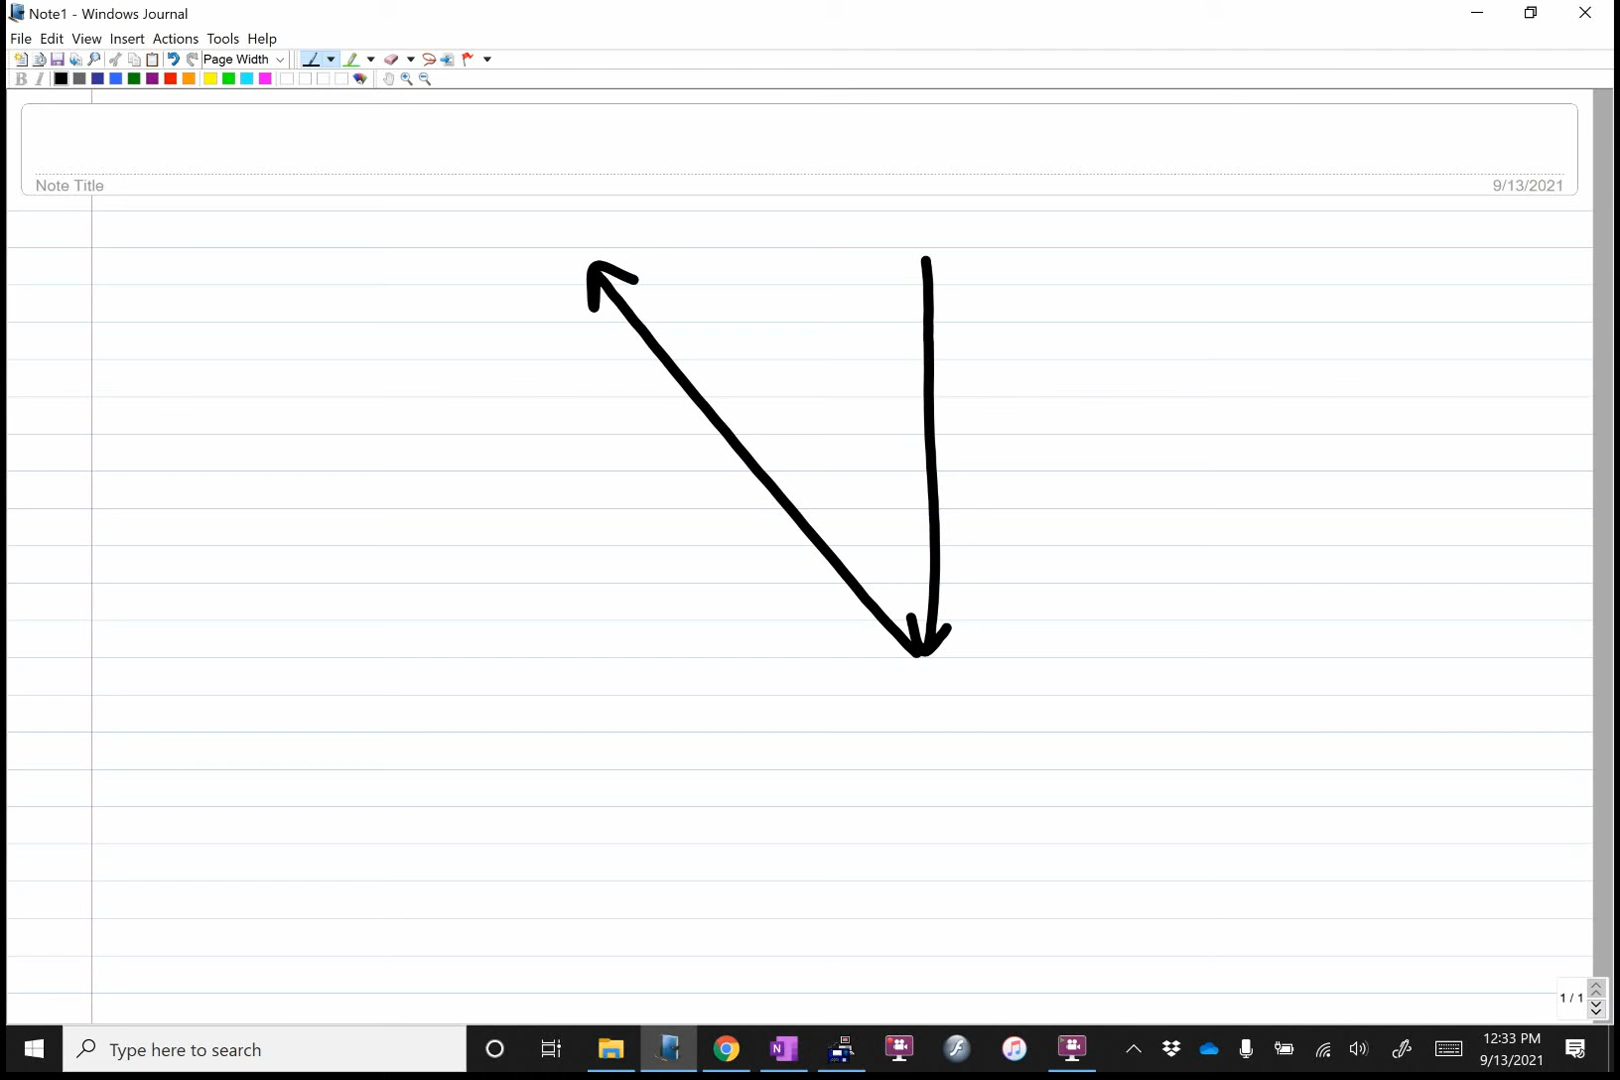 Note1 - Windows Journal
File Edit View Insert Actions Tools Help
Page Width
B I
Note Title
9/13/2021
1 / 1
Type here to search
N
12:33 PM
9/13/2021